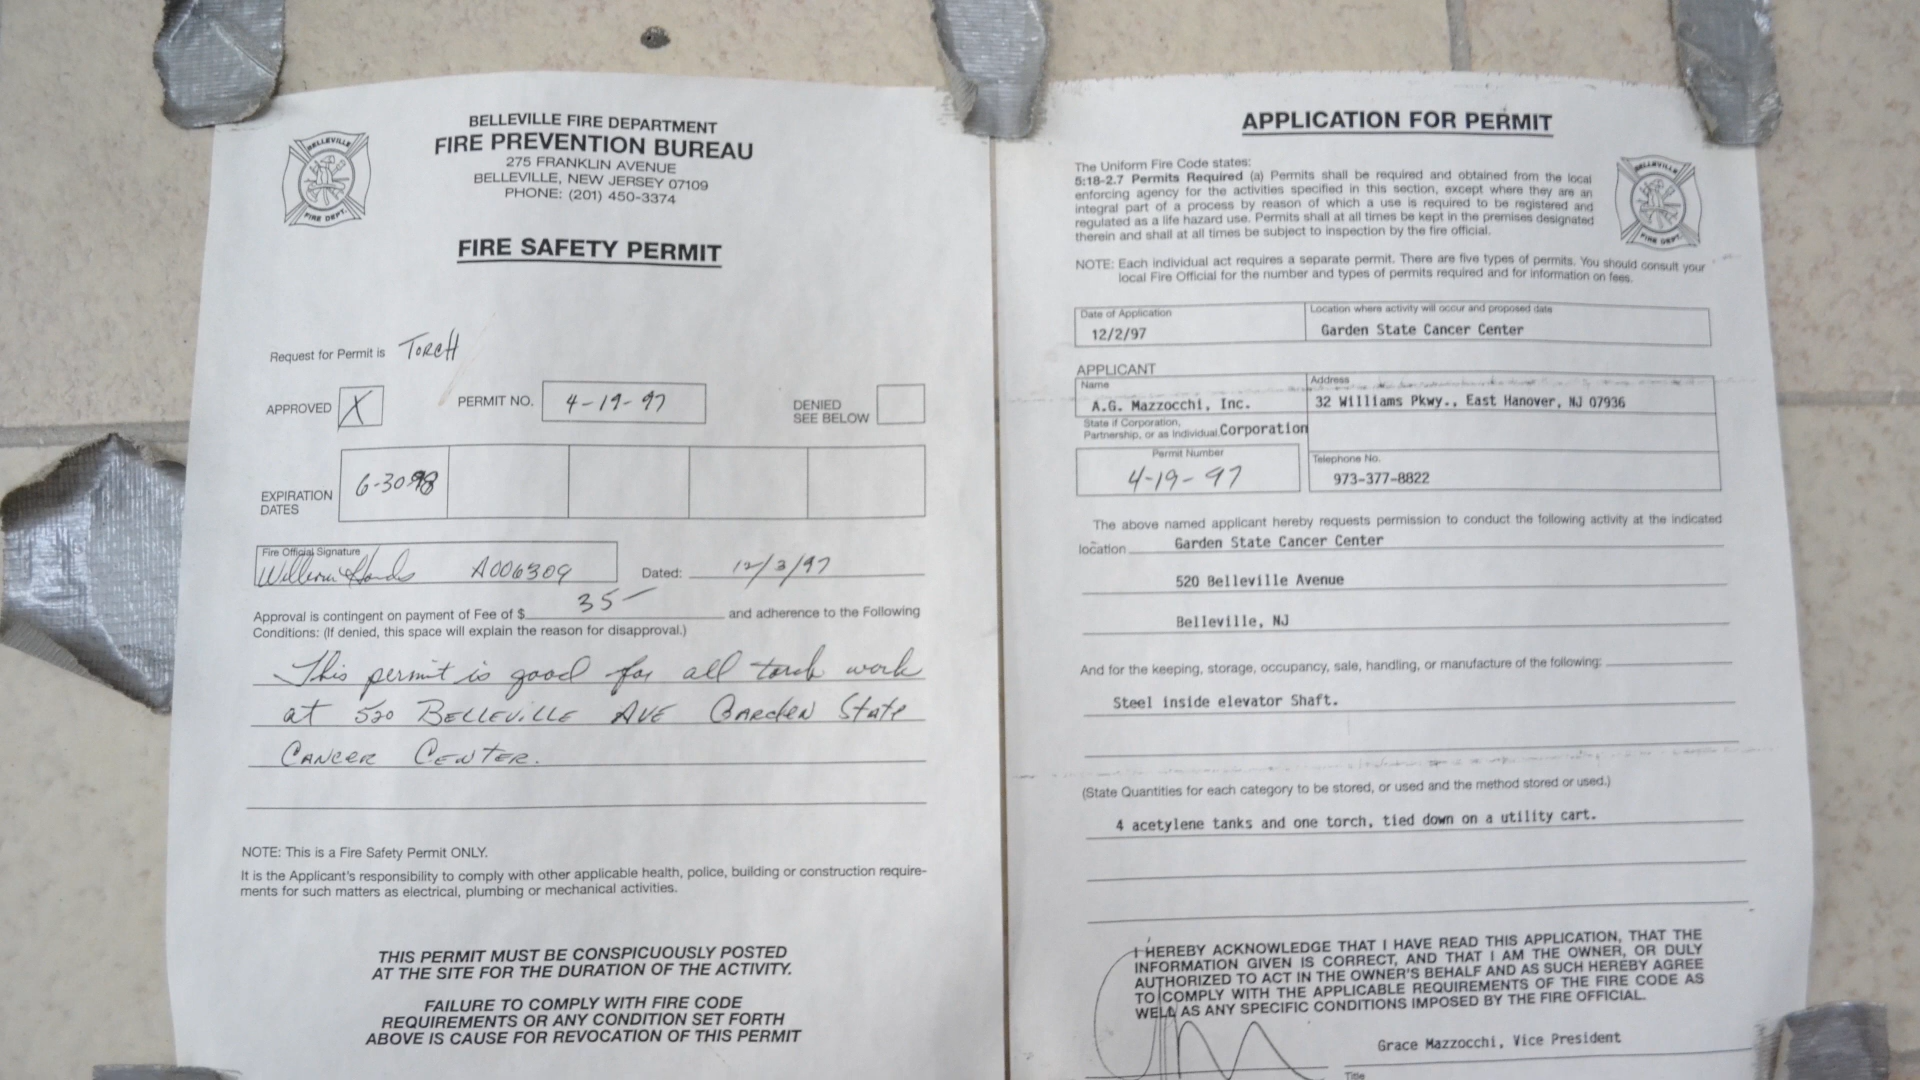 BELLEVILLE FIRE DEPARTMENT
FIRE PREVENTION BUREAU
275 FRANKLIN AVENUE
BELLEVILLE, NEW JERSEY 07109
PHONE: (201) 450-3374
BELLEVILLE
FIRE DEPT.
FIRE SAFETY PERMIT
Request for Permit is TORCH
APPROVED X PERMIT NO. 4-19-97 DENIED
SEE BELOW
EXPIRATION
DATES 6-30-98
Fire Official Signature
William A006309 Dated: 12/3/97
Approval is contingent on payment of Fee of $ 35- and adherence to the Following
Conditions: (If denied, this space will explain the reason for disapproval.)
This permit is good for all torch work
at 520 BELLEVILLE AVE GARDEN State
CANCER CENTER.
NOTE: This is a Fire Safety Permit ONLY.
It is the Applicant's responsibility to comply with other applicable health, police, building or construction require-
ments for such matters as electrical, plumbing or mechanical activities.
THIS PERMIT MUST BE CONSPICUOUSLY POSTED
AT THE SITE FOR THE DURATION OF THE ACTIVITY.
FAILURE TO COMPLY WITH FIRE CODE
REQUIREMENTS OR ANY CONDITION SET FORTH
ABOVE IS CAUSE FOR REVOCATION OF THIS PERMIT
APPLICATION FOR PERMIT
The Uniform Fire Code states:
5:18-2.7 Permits Required (a) Permits shall be required and obtained from the local
enforcing agency for the activities specified in this section, except where they are an
integral part of a process by reason of which a use is required to be registered and
regulated as a life hazard use. Permits shall at all times be kept in the premises designated
therein and shall at all times be subject to inspection by the fire official.
BELLEVILLE
FIRE DEPT.
NOTE: Each individual act requires a separate permit. There are five types of permits. You should consult your
local Fire Official for the number and types of permits required and for information on fees.
Date of Application
12/2/97
Location where activity will occur and proposed date
Garden State Cancer Center
APPLICANT
Name
A.G. Mazzocchi, Inc.
Address
32 Williams Pkwy., East Hanover, NJ 07936
State if Corporation,
Partnership, or as Individual Corporation
Permit Number
4-19-97
Telephone No.
973-377-8822
The above named applicant hereby requests permission to conduct the following activity at the indicated
location Garden State Cancer Center
520 Belleville Avenue
Belleville, NJ
And for the keeping, storage, occupancy, sale, handling, or manufacture of the following:
Steel inside elevator Shaft.
(State Quantities for each category to be stored, or used and the method stored or used.)
4 acetylene tanks and one torch, tied down on a utility cart.
I HEREBY ACKNOWLEDGE THAT I HAVE READ THIS APPLICATION, THAT THE
INFORMATION GIVEN IS CORRECT, AND THAT I AM THE OWNER, OR DULY
AUTHORIZED TO ACT IN THE OWNER'S BEHALF AND AS SUCH HEREBY AGREE
TO COMPLY WITH THE APPLICABLE REQUIREMENTS OF THE FIRE CODE AS
WELL AS ANY SPECIFIC CONDITIONS IMPOSED BY THE FIRE OFFICIAL.
Grace Mazzocchi, Vice President
Title